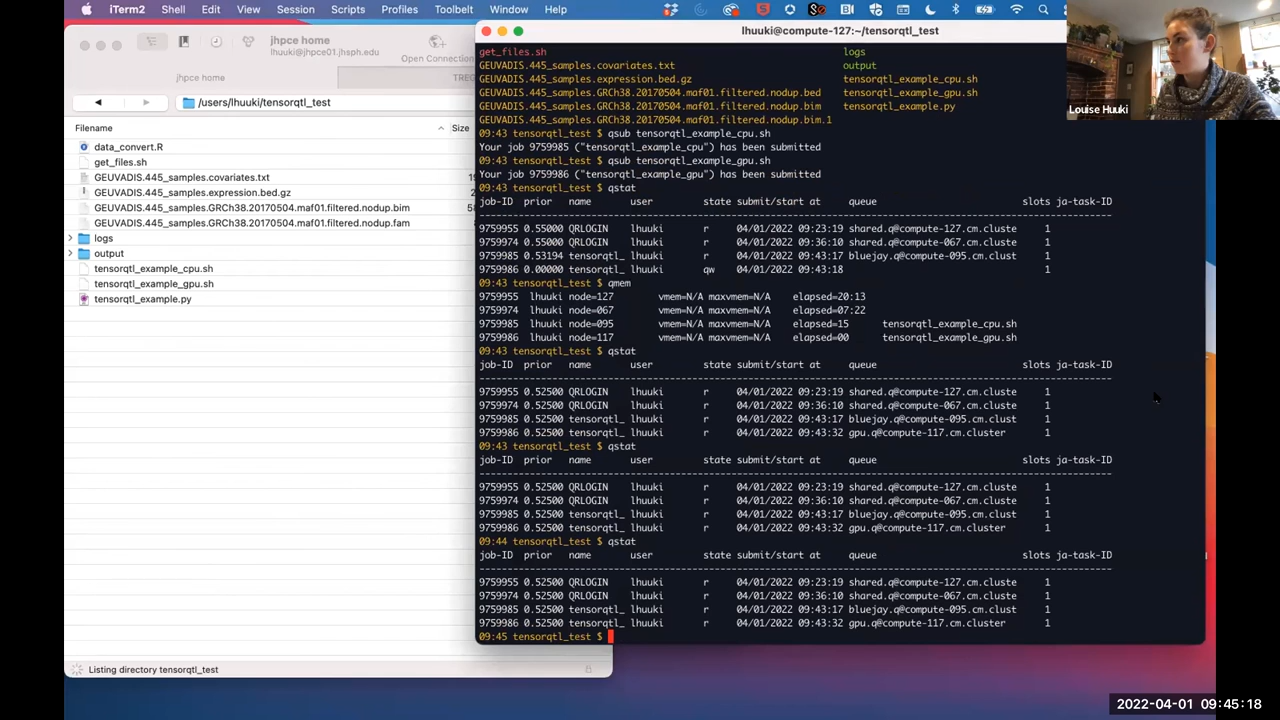 iTerm2 Shell Edit View Session Scripts Profiles Toolbelt Window
jhpce home
lhuuki@jhpce01.jhsph.edu
Open Connection
jhpce home
TREG
/users/lhuuki/tensorqtl_test
Filename Size
data_convert.R
get_files.sh
GEUVADIS.445_samples.covariates.txt
GEUVADIS.445_samples.expression.bed.gz
GEUVADIS.445_samples.GRCh38.20170504.maf01.filtered.nodup.bim
GEUVADIS.445_samples.GRCh38.20170504.maf01.filtered.nodup.fam
logs
output
tensorqtl_example_cpu.sh
tensorqtl_example_gpu.sh
tensorqtl_example.py
Listing directory tensorqtl_test
lhuuki@compute-127:~/tensorqtl_test
get_files.sh logs
GEUVADIS.445_samples.covariates.txt output
GEUVADIS.445_samples.expression.bed.gz tensorqtl_example_cpu.sh
GEUVADIS.445_samples.GRCh38.20170504.maf01.filtered.nodup.bed tensorqtl_example_gpu.sh
GEUVADIS.445_samples.GRCh38.20170504.maf01.filtered.nodup.bim tensorqtl_example.py
GEUVADIS.445_samples.GRCh38.20170504.maf01.filtered.nodup.bim.1
09:43 tensorqtl_test $ qsub tensorqtl_example_cpu.sh
Your job 9759985 ("tensorqtl_example_cpu") has been submitted
09:43 tensorqtl_test $ qsub tensorqtl_example_gpu.sh
Your job 9759986 ("tensorqtl_example_gpu") has been submitted
09:43 tensorqtl_test $ qstat
job-ID prior name user state submit/start at queue slots ja-task-ID
9759955 0.55000 QRLOGIN lhuuki r 04/01/2022 09:23:19 shared.q@compute-127.cm.cluste 1
9759974 0.55000 QRLOGIN lhuuki r 04/01/2022 09:36:10 shared.q@compute-067.cm.cluste 1
9759985 0.53194 tensorqtl_ lhuuki r 04/01/2022 09:43:17 bluejay.q@compute-095.cm.clust 1
9759986 0.00000 tensorqtl_ lhuuki qw 04/01/2022 09:43:18 1
09:43 tensorqtl_test $ qmem
9759955 lhuuki node=127 vmem=N/A maxvmem=N/A elapsed=20:13
9759974 lhuuki node=067 vmem=N/A maxvmem=N/A elapsed=07:22
9759985 lhuuki node=095 vmem=N/A maxvmem=N/A elapsed=15 tensorqtl_example_cpu.sh
9759986 lhuuki node=117 vmem=N/A maxvmem=N/A elapsed=00 tensorqtl_example_gpu.sh
09:43 tensorqtl_test $ qstat
job-ID prior name user state submit/start at queue slots ja-task-ID
9759955 0.52500 QRLOGIN lhuuki r 04/01/2022 09:23:19 shared.q@compute-127.cm.cluste 1
9759974 0.52500 QRLOGIN lhuuki r 04/01/2022 09:36:10 shared.q@compute-067.cm.cluste 1
9759985 0.52500 tensorqtl_ lhuuki r 04/01/2022 09:43:17 bluejay.q@compute-095.cm.clust 1
9759986 0.52500 tensorqtl_ lhuuki r 04/01/2022 09:43:32 gpu.q@compute-117.cm.cluster 1
09:43 tensorqtl_test $ qstat
job-ID prior name user state submit/start at queue slots ja-task-ID
9759955 0.52500 QRLOGIN lhuuki r 04/01/2022 09:23:19 shared.q@compute-127.cm.cluste 1
9759974 0.52500 QRLOGIN lhuuki r 04/01/2022 09:36:10 shared.q@compute-067.cm.cluste 1
9759985 0.52500 tensorqtl_ lhuuki r 04/01/2022 09:43:17 bluejay.q@compute-095.cm.clust 1
9759986 0.52500 tensorqtl_ lhuuki r 04/01/2022 09:43:32 gpu.q@compute-117.cm.cluster 1
09:44 tensorqtl_test $ qstat
job-ID prior name user state submit/start at queue slots ja-task-ID
9759955 0.52500 QRLOGIN lhuuki r 04/01/2022 09:23:19 shared.q@compute-127.cm.cluste 1
9759974 0.52500 QRLOGIN lhuuki r 04/01/2022 09:36:10 shared.q@compute-067.cm.cluste 1
9759985 0.52500 tensorqtl_ lhuuki r 04/01/2022 09:43:17 bluejay.q@compute-095.cm.clust 1
9759986 0.52500 tensorqtl_ lhuuki r 04/01/2022 09:43:32 gpu.q@compute-117.cm.cluster 1
09:45 tensorqtl_test $
Louise Huuki
2022-04-01 09:45:18